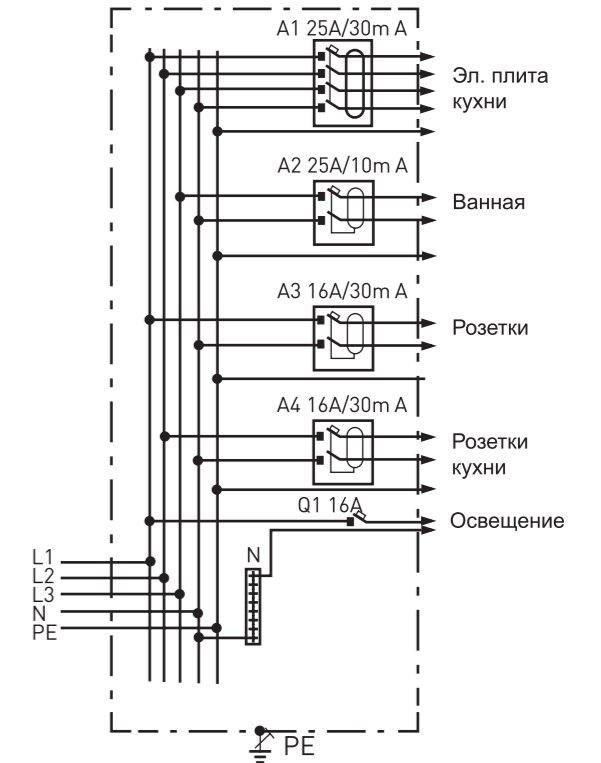 A1 25A/30m A
Эл. плита
кухни
A2 25A/10m A
Ванная
A3 16A/30m A
Розетки
A4 16A/30m A
Розетки
кухни
Q1 16A
Освещение
L1
L2
L3
N
PE
N
PE